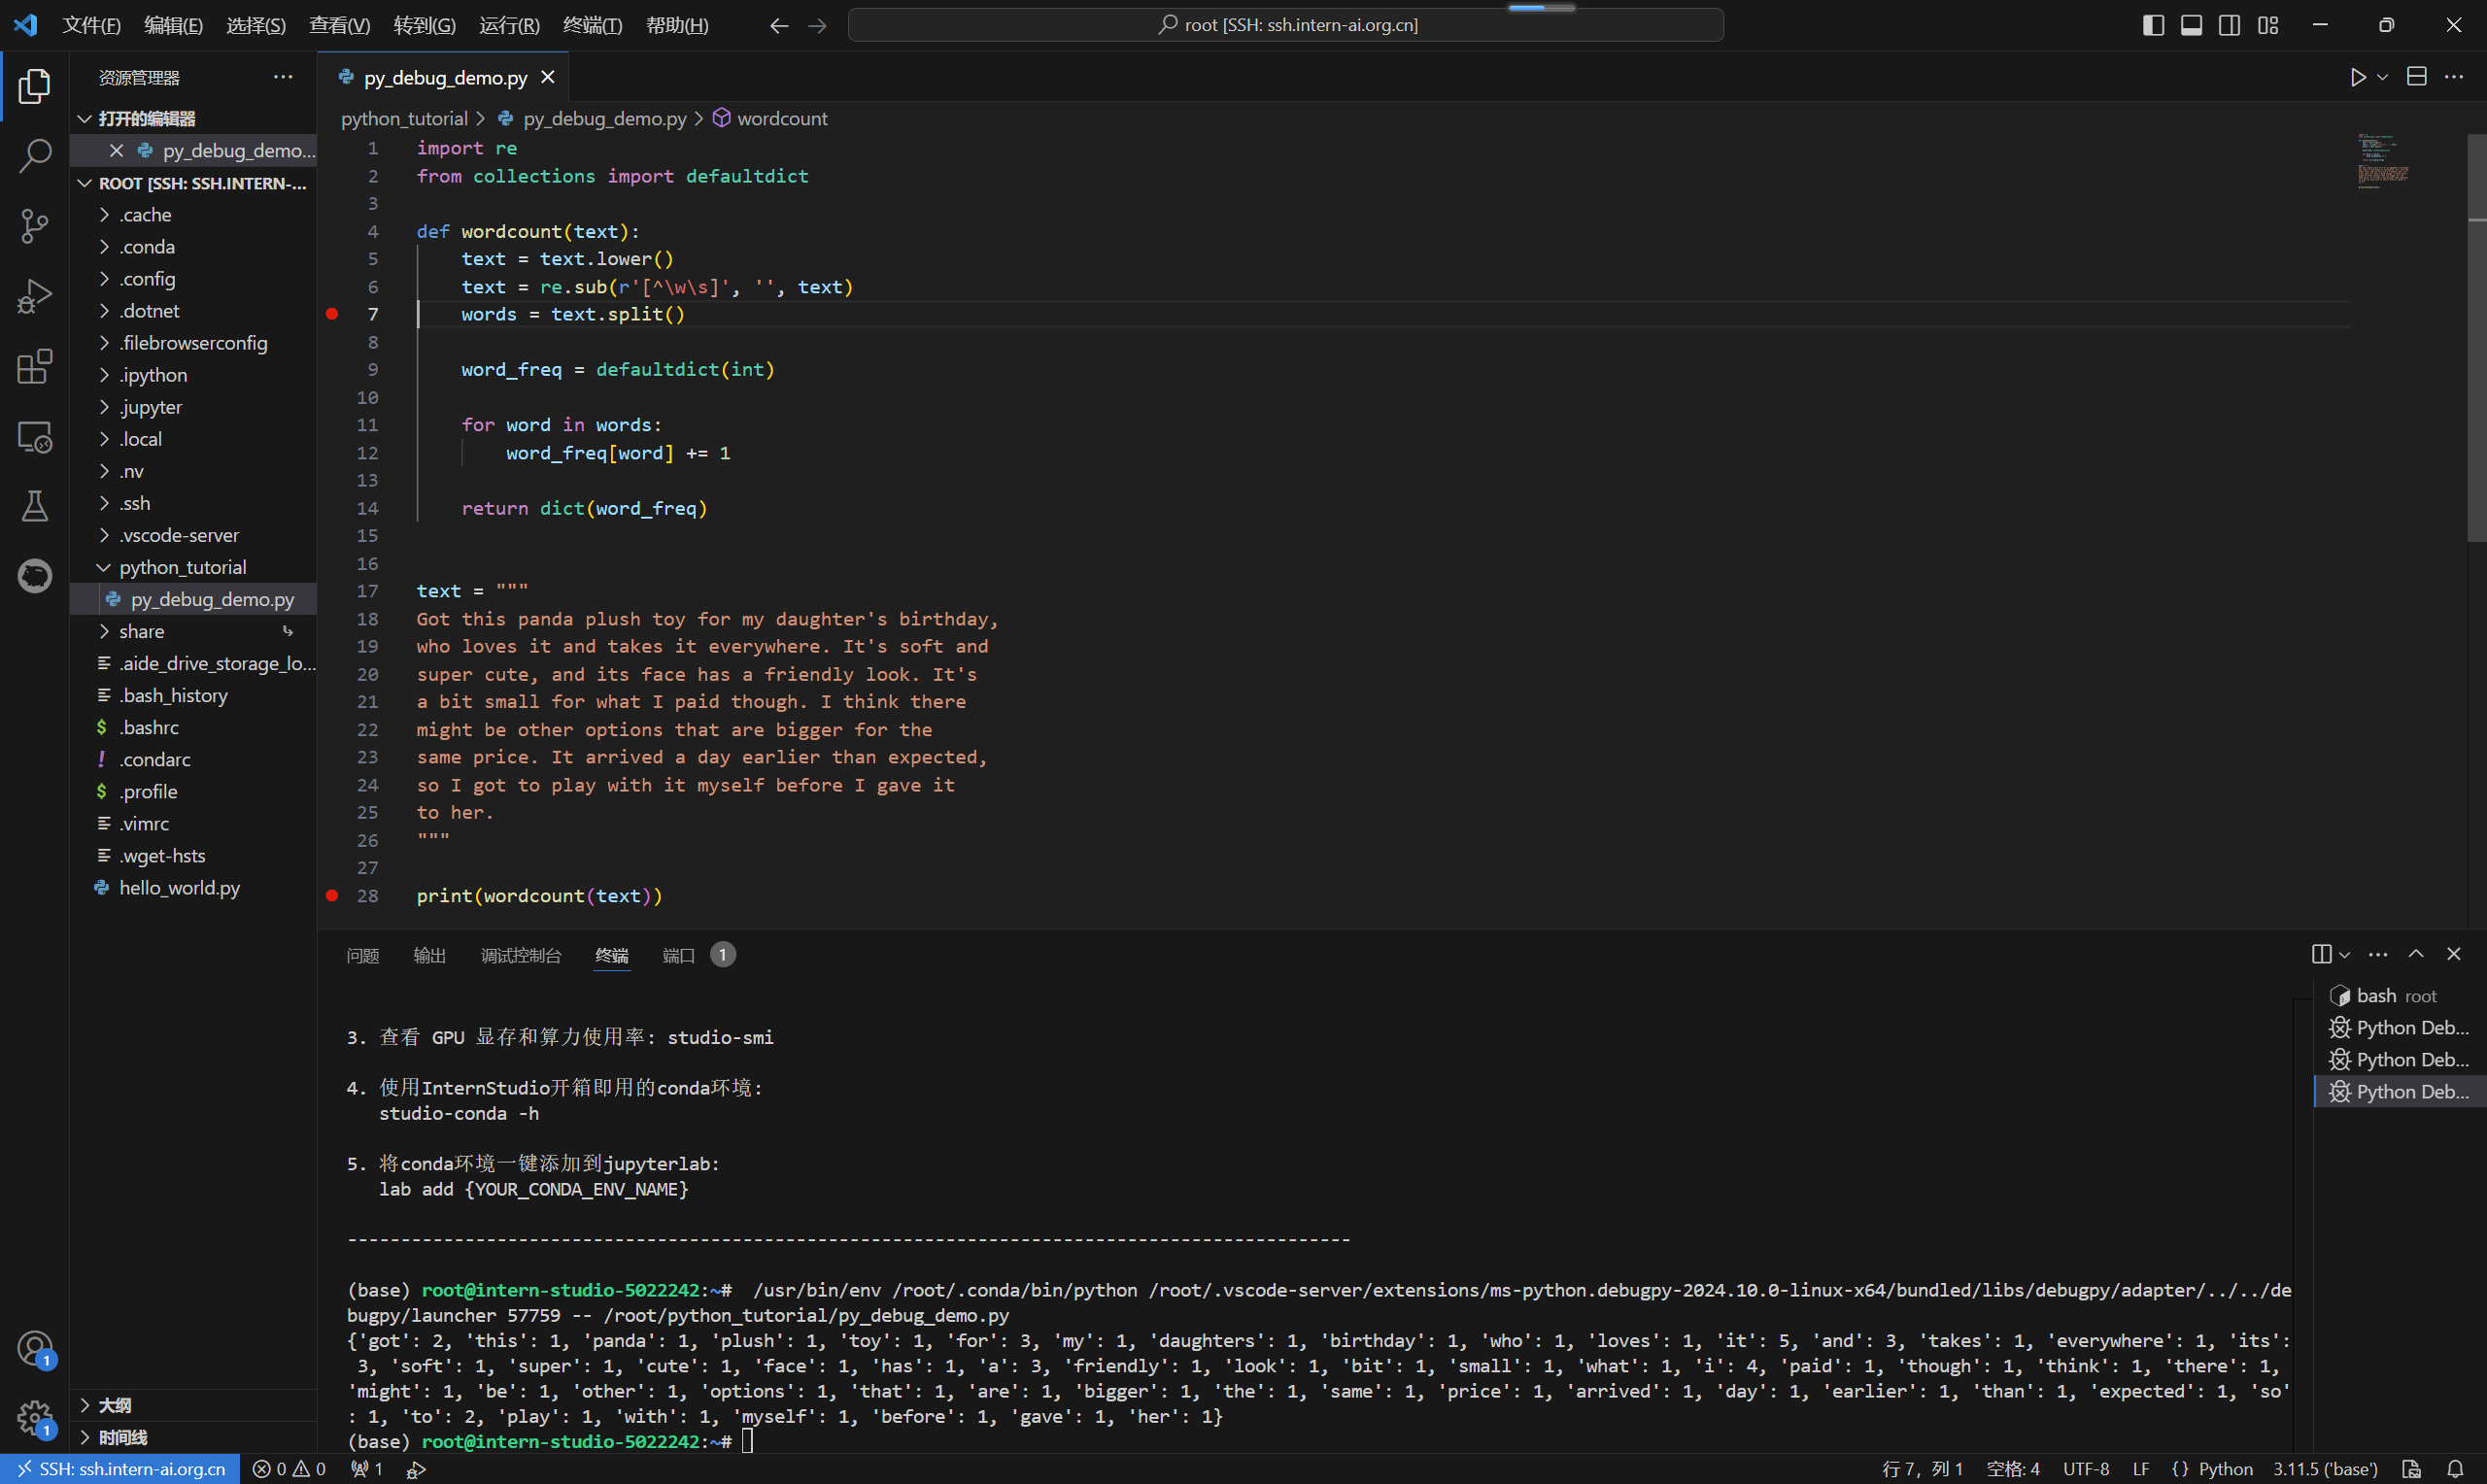 文件(F) 编辑(E) 选择(S) 查看(V) 转到(G) 运行(R) 终端(T) 帮助(H) root [SSH: ssh.intern-ai.org.cn]
资源管理器
打开的编辑器
py_debug_demo...
ROOT [SSH: SSH.INTERN-...
.cache
.conda
.config
.dotnet
.filebrowserconfig
.ipython
.jupyter
.local
.nv
.ssh
.vscode-server
python_tutorial
py_debug_demo.py
share
.aide_drive_storage_lo...
.bash_history
.bashrc
.condarc
.profile
.vimrc
.wget-hsts
hello_world.py
大纲
时间线
py_debug_demo.py
python_tutorial > py_debug_demo.py > wordcount
1 import re
2 from collections import defaultdict
3
4 def wordcount(text):
5 text = text.lower()
6 text = re.sub(r'[^\w\s]', '', text)
7 words = text.split()
8
9 word_freq = defaultdict(int)
10
11 for word in words:
12 word_freq[word] += 1
13
14 return dict(word_freq)
15
16
17 text = """
18 Got this panda plush toy for my daughter's birthday,
19 who loves it and takes it everywhere. It's soft and
20 super cute, and its face has a friendly look. It's
21 a bit small for what I paid though. I think there
22 might be other options that are bigger for the
23 same price. It arrived a day earlier than expected,
24 so I got to play with it myself before I gave it
25 to her.
26 """
27
28 print(wordcount(text))
问题 输出 调试控制台 终端 端口 1
3. 查看 GPU 显存和算力使用率: studio-smi
4. 使用InternStudio开箱即用的conda环境:
studio-conda -h
5. 将conda环境一键添加到jupyterlab:
lab add {YOUR_CONDA_ENV_NAME}
----------------------------------------------------------------------------------------------
(base) root@intern-studio-5022242:~# /usr/bin/env /root/.conda/bin/python /root/.vscode-server/extensions/ms-python.debugpy-2024.10.0-linux-x64/bundled/libs/debugpy/adapter/../../de
bugpy/launcher 57759 -- /root/python_tutorial/py_debug_demo.py
{'got': 2, 'this': 1, 'panda': 1, 'plush': 1, 'toy': 1, 'for': 3, 'my': 1, 'daughters': 1, 'birthday': 1, 'who': 1, 'loves': 1, 'it': 5, 'and': 3, 'takes': 1, 'everywhere': 1, 'its':
3, 'soft': 1, 'super': 1, 'cute': 1, 'face': 1, 'has': 1, 'a': 3, 'friendly': 1, 'look': 1, 'bit': 1, 'small': 1, 'what': 1, 'i': 4, 'paid': 1, 'though': 1, 'think': 1, 'there': 1,
'might': 1, 'be': 1, 'other': 1, 'options': 1, 'that': 1, 'are': 1, 'bigger': 1, 'the': 1, 'same': 1, 'price': 1, 'arrived': 1, 'day': 1, 'earlier': 1, 'than': 1, 'expected': 1, 'so'
: 1, 'to': 2, 'play': 1, 'with': 1, 'myself': 1, 'before': 1, 'gave': 1, 'her': 1}
(base) root@intern-studio-5022242:~#
bash root
Python Deb...
Python Deb...
Python Deb...
1
1
SSH: ssh.intern-ai.org.cn 0 0 1 行 7，列 1 空格: 4 UTF-8 LF {} Python 3.11.5 ('base')